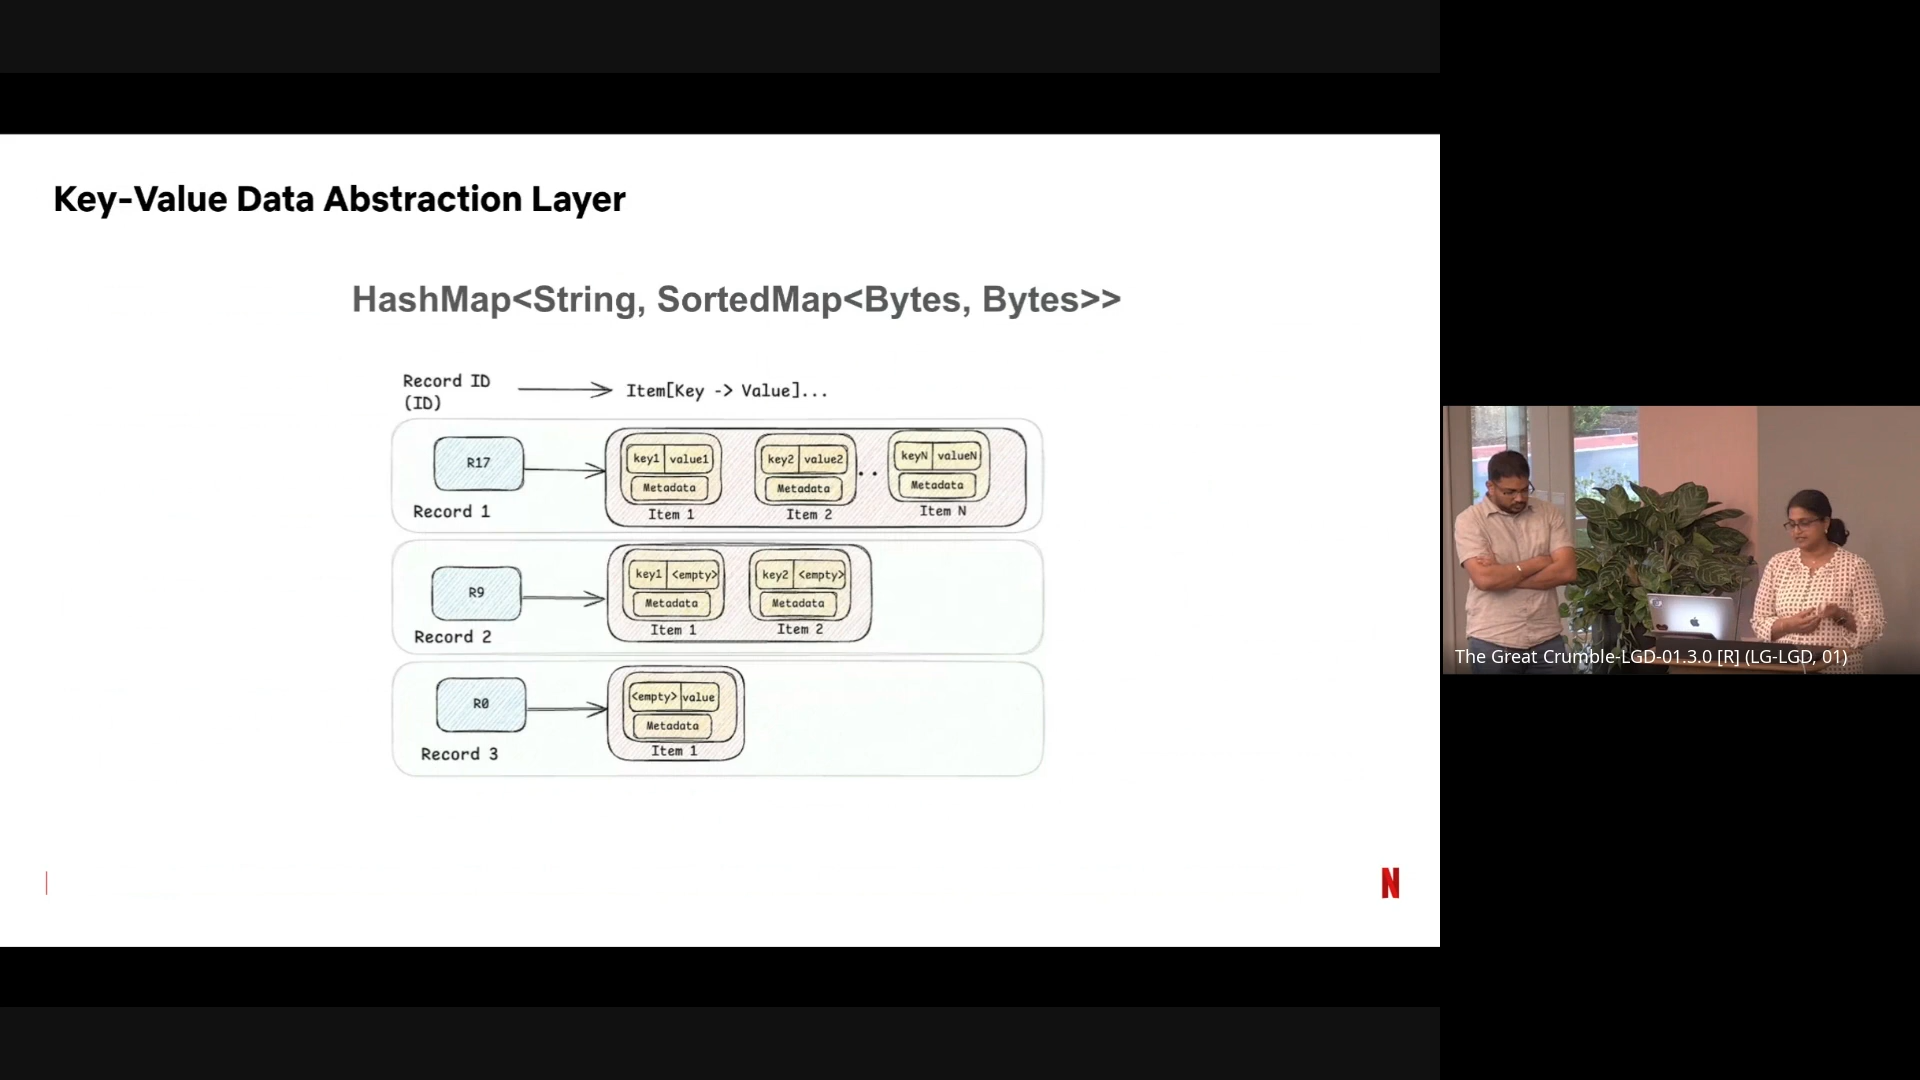 Key-Value Data Abstraction Layer
HashMap<String, SortedMap<Bytes, Bytes>>
Record ID
(ID)
Item[Key -> Value]...
R17
Record 1
key1 value1
Metadata
Item 1
key2 value2
Metadata
Item 2
..
keyN valueN
Metadata
Item N
R9
Record 2
key1 <empty>
Metadata
Item 1
key2 <empty>
Metadata
Item 2
R0
Record 3
<empty> value
Metadata
Item 1
N
The Great Crumble-LGD-01.3.0 [R] (LG-LGD, 01)